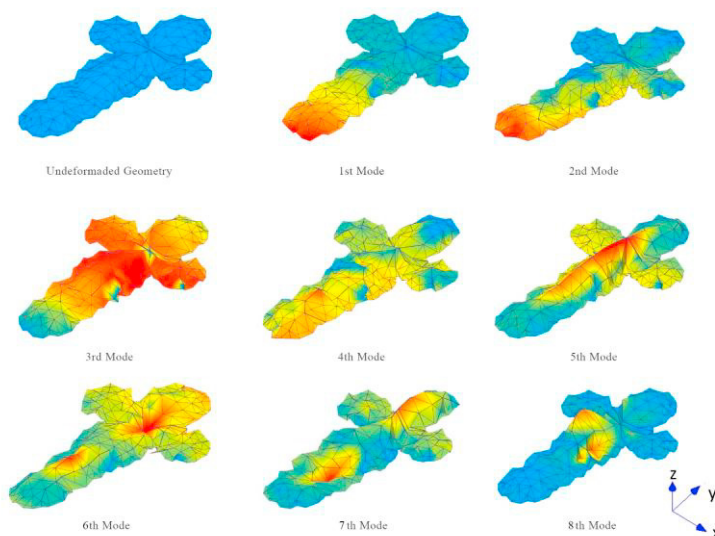 Undeformaded Geometry
1st Mode
2nd Mode
3rd Mode
4th Mode
5th Mode
6th Mode
7th Mode
8th Mode
z
y
x